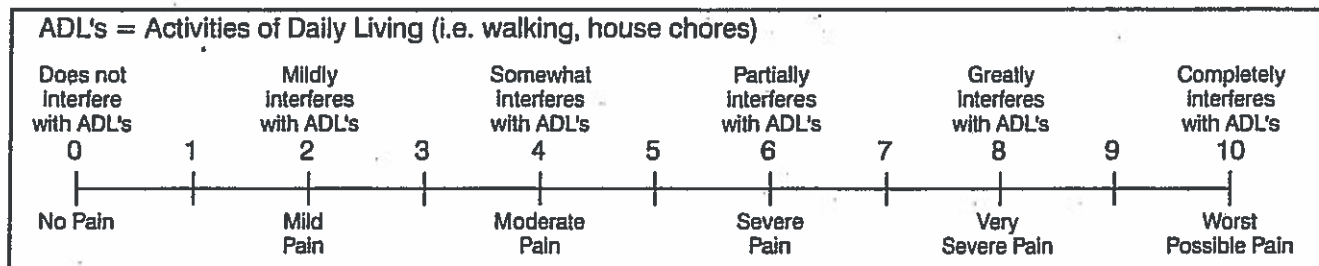 ADL's = Activities of Daily Living (i.e. walking, house chores)
Does not Mildly Somewhat Partially Greatly Completely
interfere interferes interferes interferes interferes interferes
with ADL's with ADL's with ADL's with ADL's with ADL's with ADL's
0 1 2 3 4 5 6 7 8 9 10
No Pain Mild Moderate Severe Very Worst
Pain Pain Pain Severe Pain Possible Pain